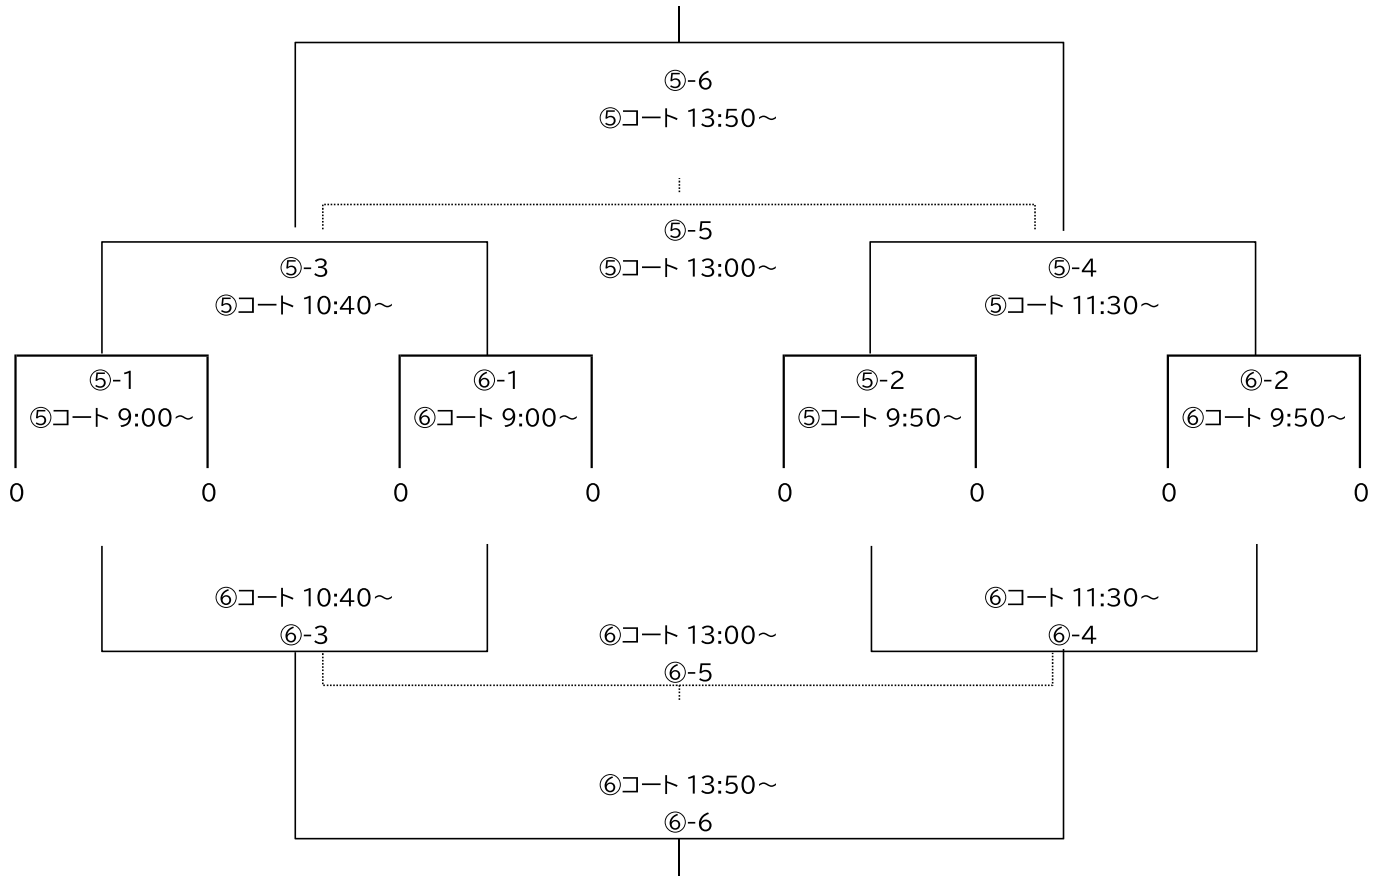 ⑤-6
⑤コート 13:50～
⑤-5
⑤コート 13:00～
⑤-3
⑤コート 10:40～
⑤-4
⑤コート 11:30～
⑤-1
⑤コート 9:00～
⑥-1
⑥コート 9:00～
⑤-2
⑤コート 9:50～
⑥-2
⑥コート 9:50～
0 0 0 0 0 0 0 0
⑥コート 10:40～
⑥-3
⑥コート 11:30～
⑥-4
⑥コート 13:00～
⑥-5
⑥コート 13:50～
⑥-6